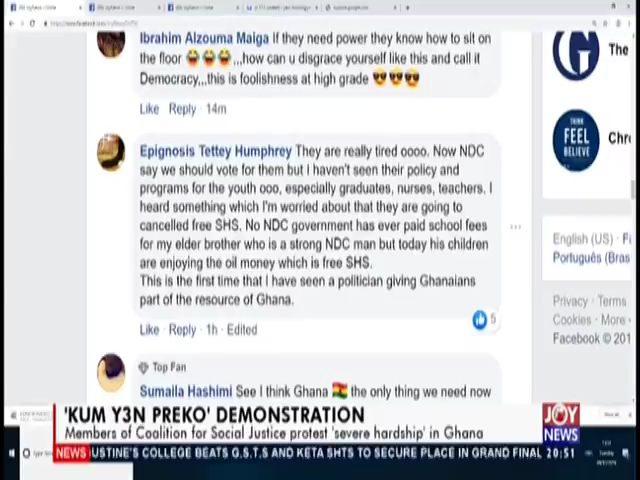 Ibrahim Alzouma Maiga If they need power they know how to sit on
the floor 😂😂😂,,,how can u disgrace yourself like this and call it
Democracy,,,this is foolishness at high grade 😎😎😎
Like · Reply · 14m
The
THINK
FEEL
BELIEVE
Chr
Epignosis Tettey Humphrey They are really tired oooo. Now NDC
say we should vote for them but I haven't seen their policy and
programs for the youth ooo, especially graduates, nurses, teachers. I
heard something which I'm worried about that they are going to
cancelled free SHS. No NDC government has ever paid school fees
for my elder brother who is a strong NDC man but today his children
are enjoying the oil money which is free SHS.
This is the first time that I have seen a politician giving Ghanaians
part of the resource of Ghana.
5
Like · Reply · 1h · Edited
English (US) · F
Português (Bras
Privacy · Terms
Cookies · More
Facebook © 201
Top Fan
Sumaila Hashimi See I think Ghana 🇬🇭 the only thing we need now
'KUM Y3N PREKO' DEMONSTRATION
Members of Coalition for Social Justice protest 'severe hardship' in Ghana
JOY
NEWS
NEWS USTINE'S COLLEGE BEATS G.S.T.S AND KETA SHTS TO SECURE PLACE IN GRAND FINAL 20:51